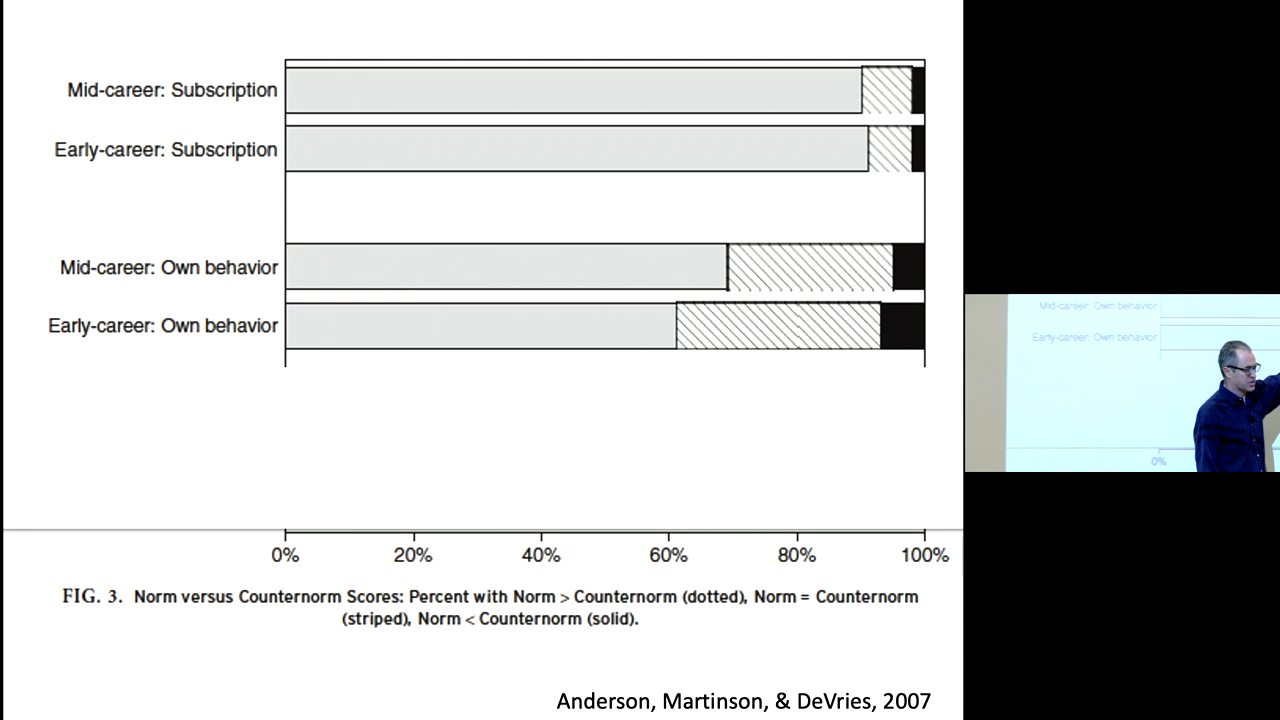 Mid-career: Subscription
Early-career: Subscription
Mid-career: Own behavior
Early-career: Own behavior
0% 20% 40% 60% 80% 100%
FIG. 3. Norm versus Counternorm Scores: Percent with Norm > Counternorm (dotted), Norm = Counternorm
(striped), Norm < Counternorm (solid).
Anderson, Martinson, & DeVries, 2007
Mid-career: Own behavior
Early-career: Own behavior
0%